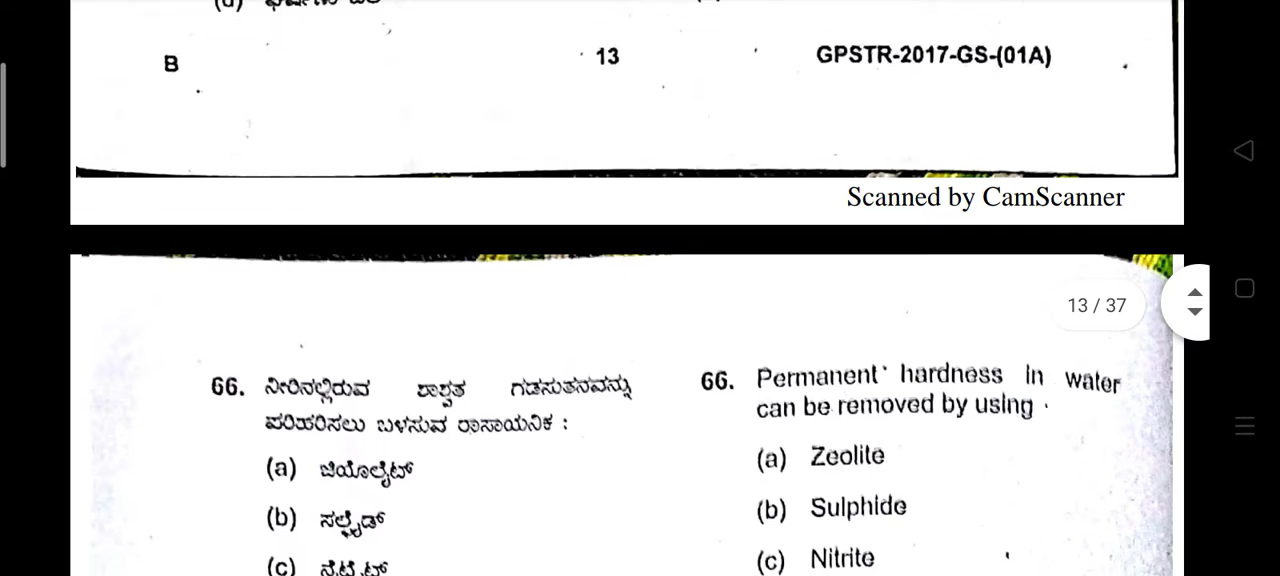 B
13
GPSTR-2017-GS-(01A)
Scanned by CamScanner
13 / 37
66. ನೀರಿನಲ್ಲಿರುವ ಶಾಶ್ವತ ಗಡಸುತನವನ್ನು
ಪರಿಹರಿಸಲು ಬಳಸುವ ರಾಸಾಯನಿಕ :
(a) ಜಿಯೋಲೈಟ್
(b) ಸಲ್ಫೈಡ್
(c) ನೈಟ್ರೈಟ್
66. Permanent hardness in water
can be removed by using
(a) Zeolite
(b) Sulphide
(c) Nitrite